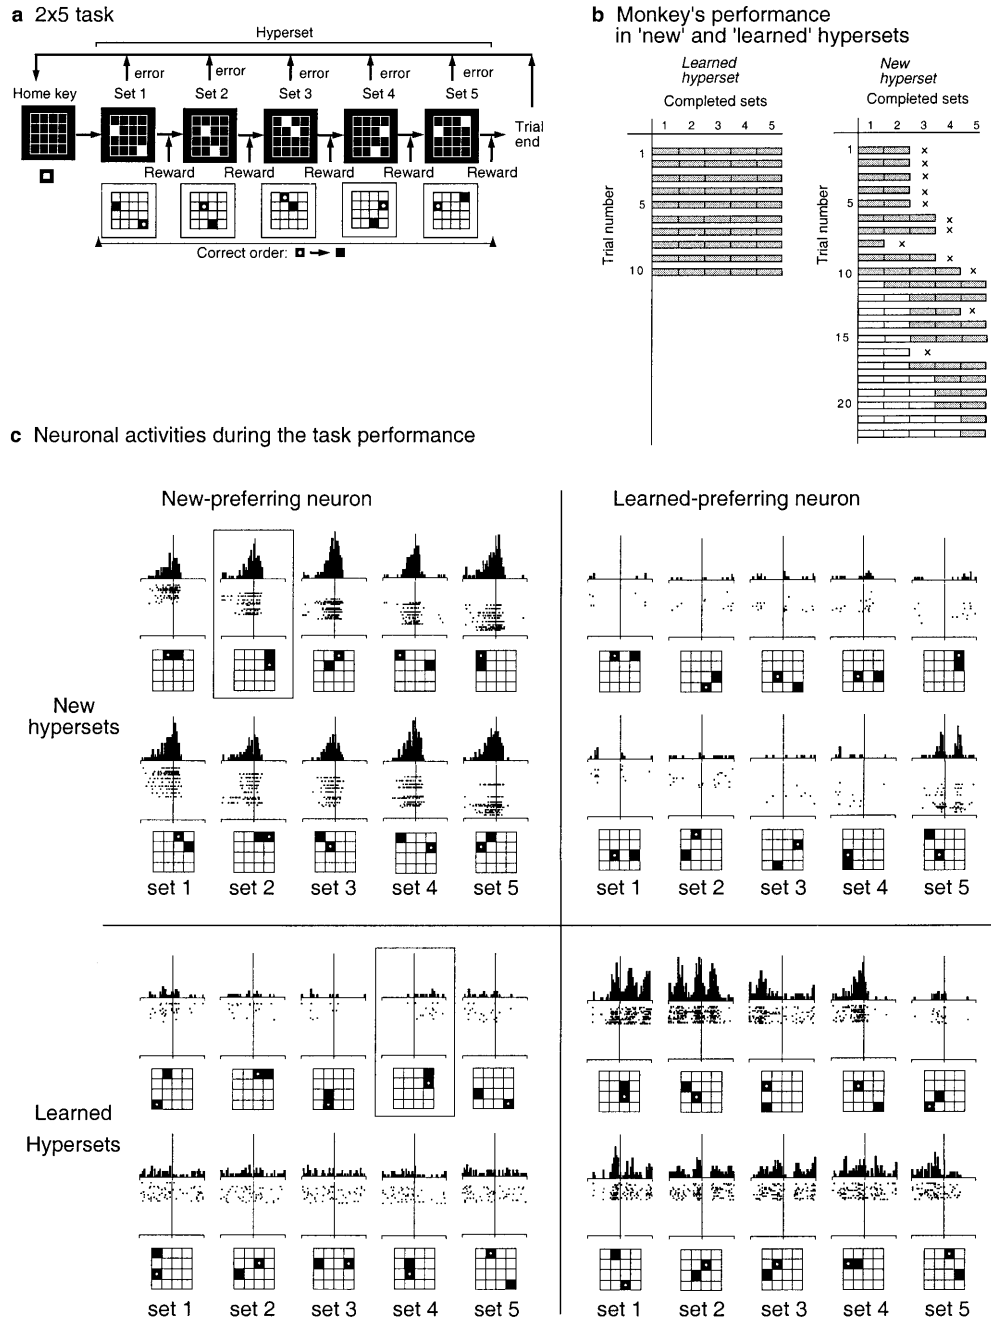 a 2x5 task
Hyperset
error error error error error
Home key Set 1 Set 2 Set 3 Set 4 Set 5
Trial end
Reward Reward Reward Reward Reward
Correct order:
b Monkey's performance
in 'new' and 'learned' hypersets
Learned
hyperset
Completed sets
1 2 3 4 5
Trial number
1
5
10
New
hyperset
Completed sets
1 2 3 4 5
Trial number
1
5
10
15
20
x
x
x
x
x
x
x
x
x
x
x
x
c Neuronal activities during the task performance
New-preferring neuron
Learned-preferring neuron
New
hypersets
set 1 set 2 set 3 set 4 set 5
set 1 set 2 set 3 set 4 set 5
Learned
Hypersets
set 1 set 2 set 3 set 4 set 5
set 1 set 2 set 3 set 4 set 5